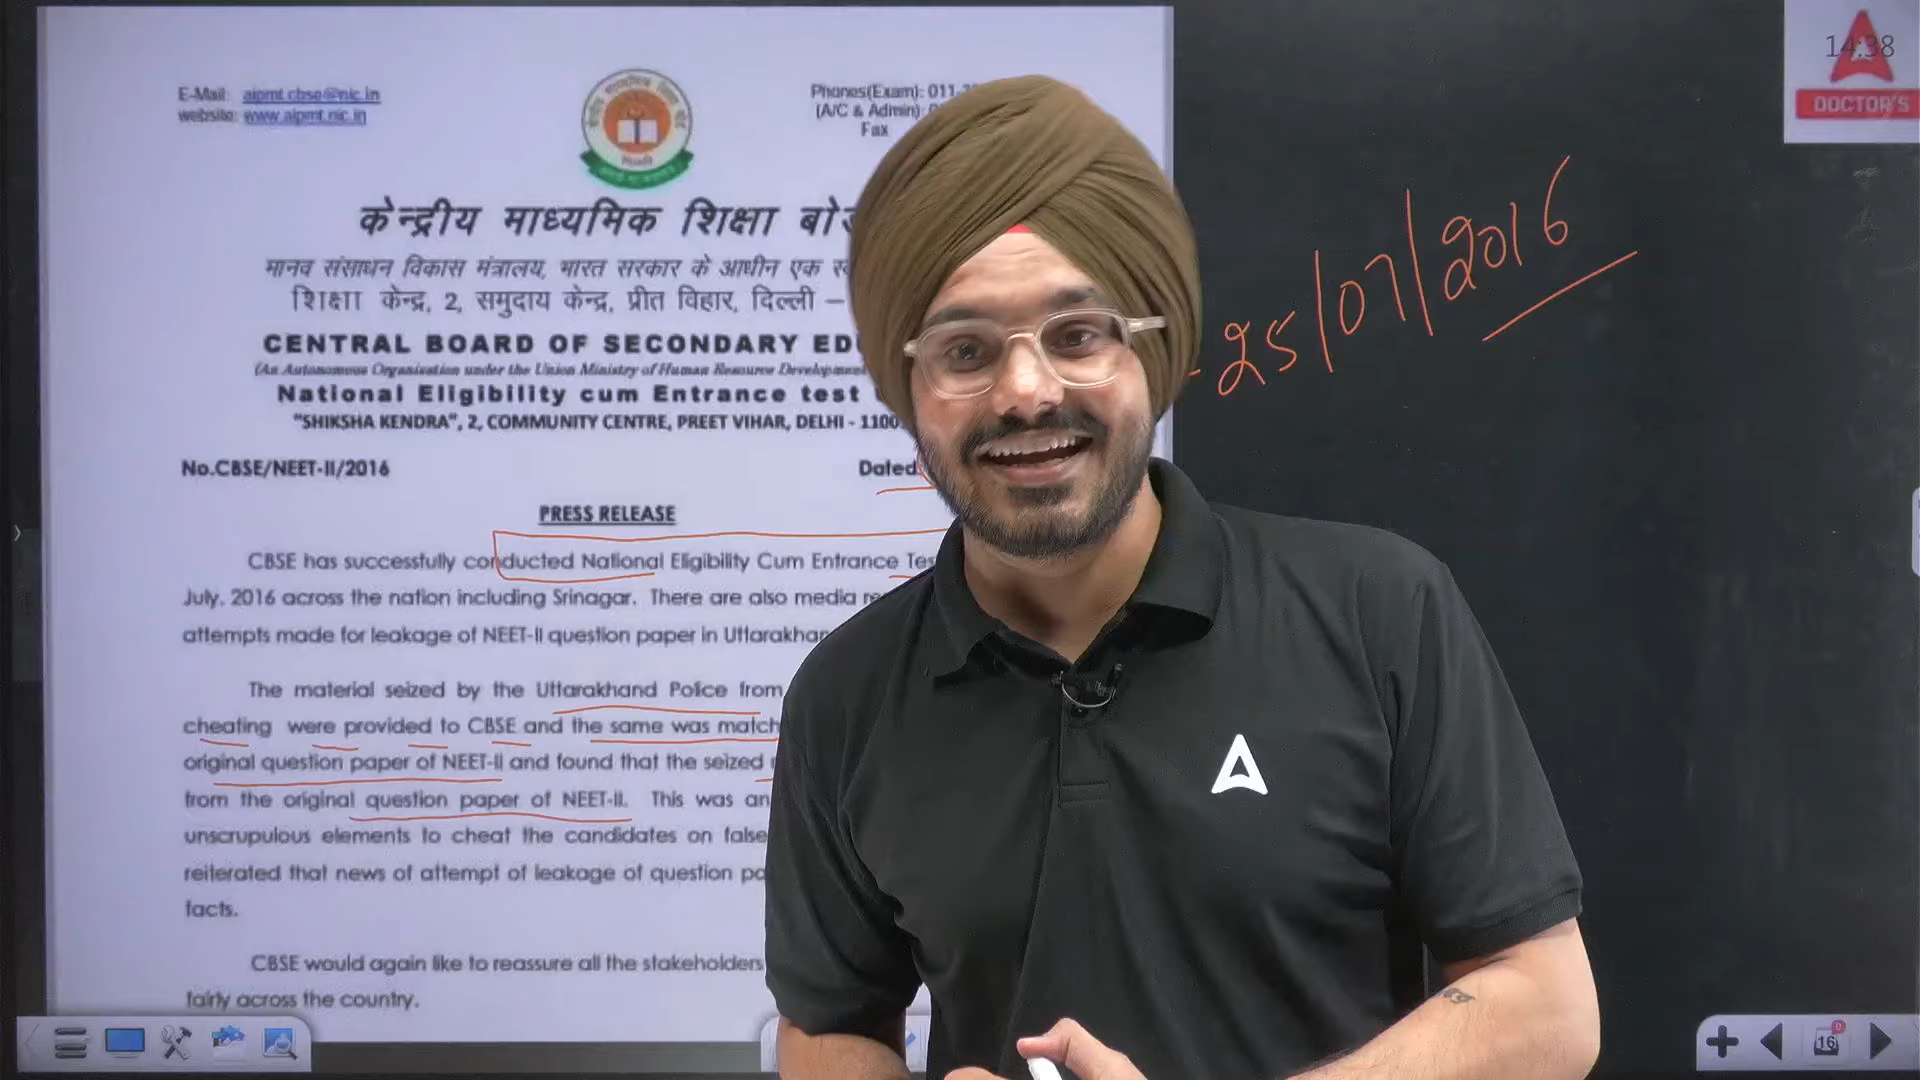 E-Mail: aipmt.cbse@nic.in
website: www.aipmt.nic.in
Phones(Exam): 011-
(A/C & Admin):
Fax
14:38
DOCTOR'S
केन्द्रीय माध्यमिक शिक्षा
मानव संसाधन विकास मंत्रालय, भारत सरकार के आधीन एक
शिक्षा केन्द्र, 2, समुदाय केन्द्र, प्रीत विहार, दिल्ली –
CENTRAL BOARD OF SECONDARY
(An Autonomous Organisation under the Union Ministry of Human Resource Development
National Eligibility cum Entrance test
"SHIKSHA KENDRA", 2, COMMUNITY CENTRE, PREET VIHAR, DELHI - 1100
25/07/2016
No.CBSE/NEET-II/2016
Dated
PRESS RELEASE
CBSE has successfully conducted National Eligibility Cum Entrance Tes
July, 2016 across the nation including Srinagar. There are also media
attempts made for leakage of NEET-II question paper in Uttarakhan
The material seized by the Uttarakhand Police from
cheating were provided to CBSE and the same was match
original question paper of NEET-II and found that the seized
from the original question paper of NEET-II. This was an
unscrupulous elements to cheat the candidates on false
reiterated that news of attempt of leakage of question
facts.
CBSE would again like to reassure all the stakeholders
fairly across the country.
16